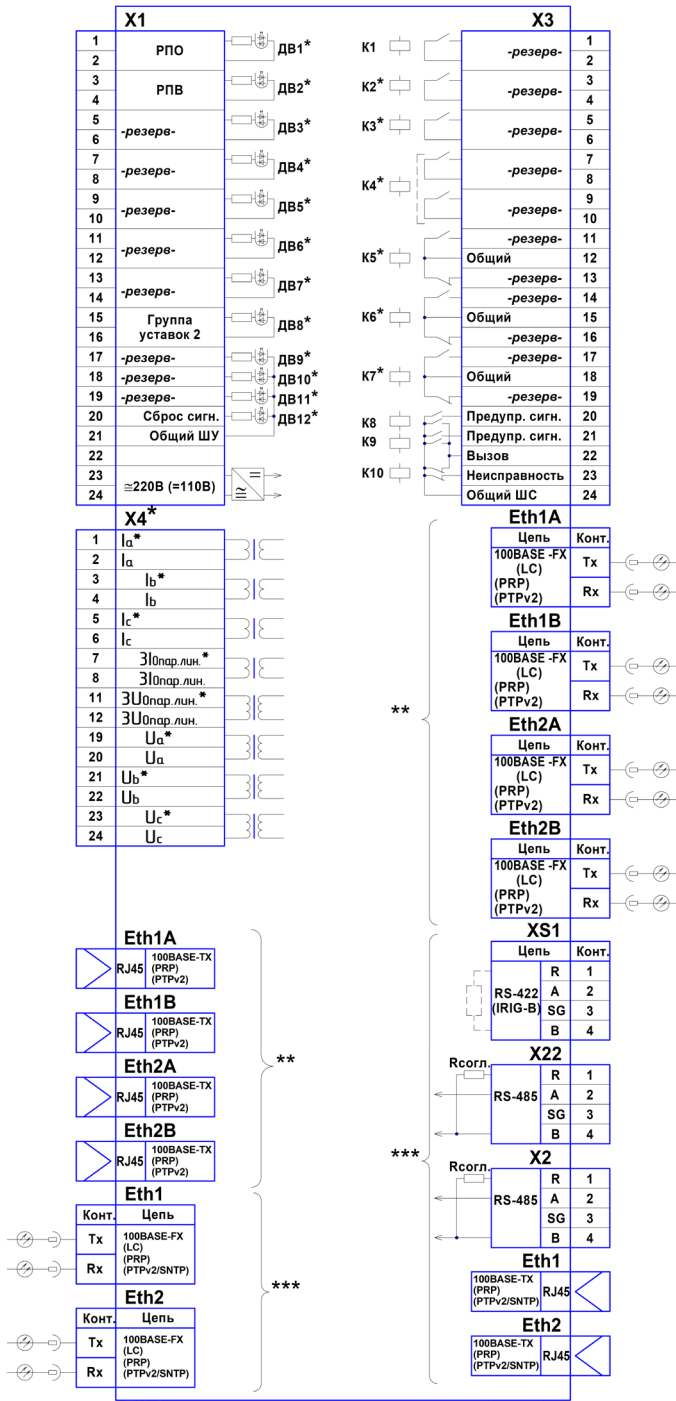 X1
1
РПО
ДВ1*
2
3
РПВ
ДВ2*
4
5
-резерв-
ДВ3*
6
7
-резерв-
ДВ4*
8
9
-резерв-
ДВ5*
10
11
-резерв-
ДВ6*
12
13
-резерв-
ДВ7*
14
15
Группа
уставок 2
ДВ8*
16
17
-резерв-
ДВ9*
18
-резерв-
ДВ10*
19
-резерв-
ДВ11*
20
Сброс сигн.
ДВ12*
21
Общий ШУ
22
23
≅220В (=110В)
24
X3
К1
-резерв-
1
2
К2*
-резерв-
3
4
К3*
-резерв-
5
6
К4*
-резерв-
7
8
-резерв-
9
10
К5*
-резерв-
11
Общий
12
-резерв-
13
К6*
-резерв-
14
Общий
15
-резерв-
16
К7*
-резерв-
17
Общий
18
-резерв-
19
К8
Предупр. сигн.
20
К9
Предупр. сигн.
21
Вызов
22
К10
Неисправность
23
Общий ШС
24
X4*
1
Ia*
2
Ia
3
Ib*
4
Ib
5
Ic*
6
Ic
7
3I0пар.лин.*
8
3I0пар.лин.
11
3U0пар.лин.*
12
3U0пар.лин.
19
Ua*
20
Ua
21
Ub*
22
Ub
23
Uc*
24
Uc
**
Eth1A
Цепь Конт.
100BASE -FX
(LC)
(PRP)
(PTPv2)
Tx
Rx
Eth1B
Цепь Конт.
100BASE -FX
(LC)
(PRP)
(PTPv2)
Tx
Rx
Eth2A
Цепь Конт.
100BASE -FX
(LC)
(PRP)
(PTPv2)
Tx
Rx
Eth2B
Цепь Конт.
100BASE -FX
(LC)
(PRP)
(PTPv2)
Tx
Rx
Eth1A
RJ45
100BASE-TX
(PRP)
(PTPv2)
Eth1B
RJ45
100BASE-TX
(PRP)
(PTPv2)
Eth2A
RJ45
100BASE-TX
(PRP)
(PTPv2)
Eth2B
RJ45
100BASE-TX
(PRP)
(PTPv2)
**
Eth1
Конт. Цепь
Tx
Rx
100BASE-FX
(LC)
(PRP)
(PTPv2/SNTP)
Eth2
Конт. Цепь
Tx
Rx
100BASE-FX
(LC)
(PRP)
(PTPv2/SNTP)
***
***
XS1
Цепь Конт.
RS-422
(IRIG-B)
R 1
A 2
SG 3
B 4
X22
Rсогл.
RS-485
R 1
A 2
SG 3
B 4
X2
Rсогл.
RS-485
R 1
A 2
SG 3
B 4
Eth1
100BASE-TX
(PRP)
(PTPv2/SNTP)
RJ45
Eth2
100BASE-TX
(PRP)
(PTPv2/SNTP)
RJ45